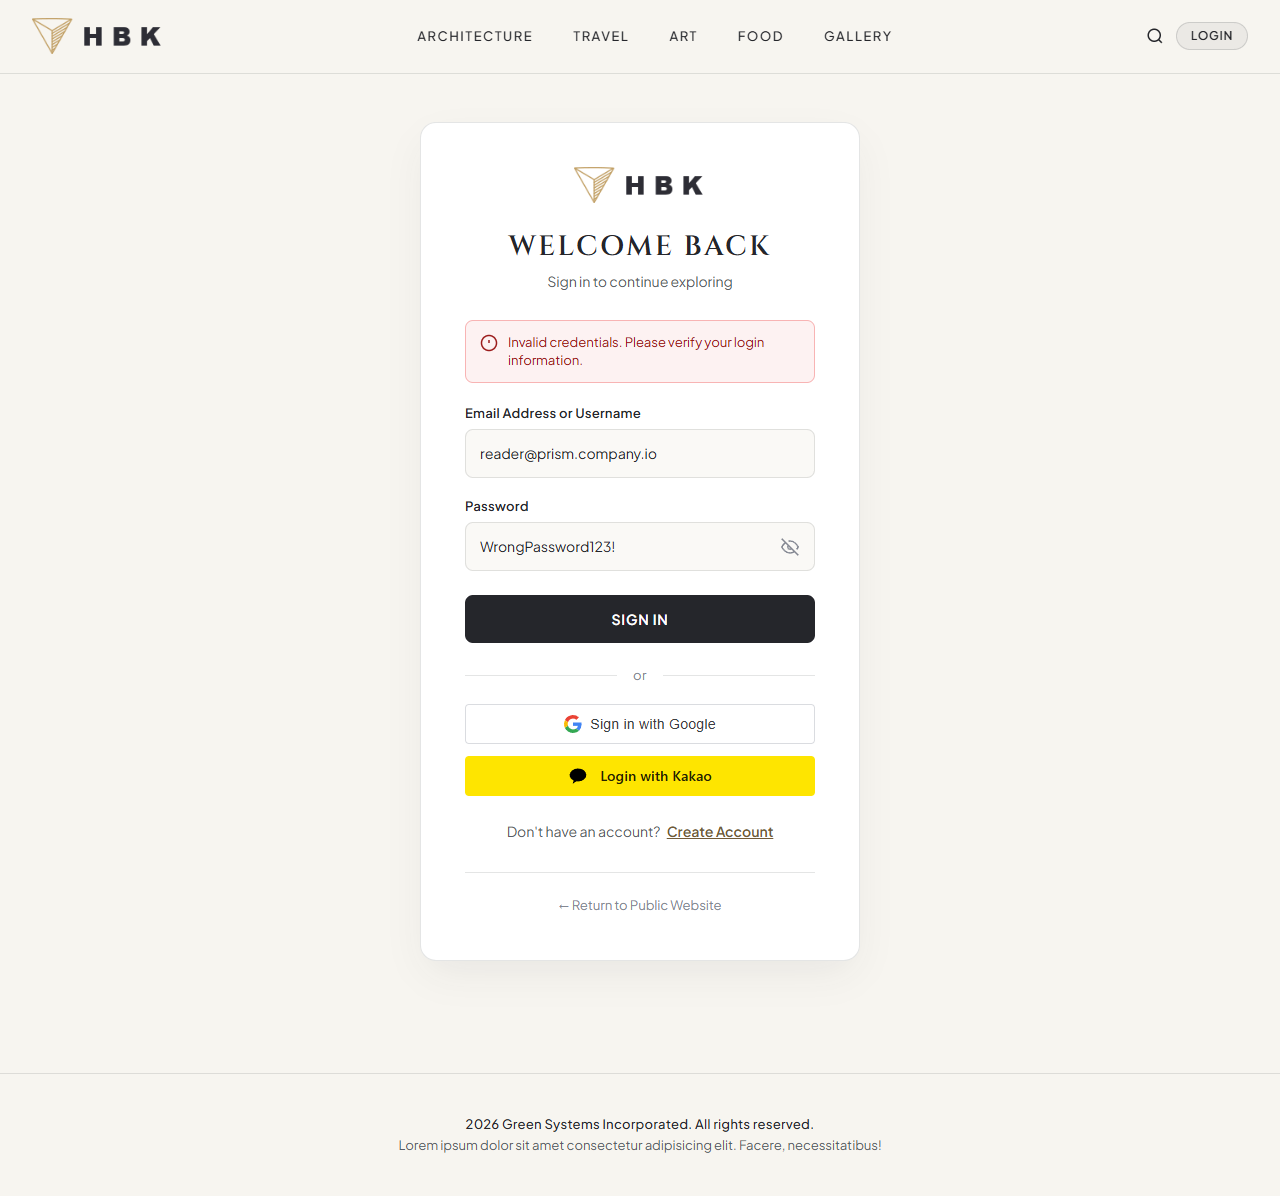 HBK
ARCHITECTURE TRAVEL ART FOOD GALLERY
LOGIN
HBK
WELCOME BACK
Sign in to continue exploring
Invalid credentials. Please verify your login
information.
Email Address or Username
reader@prism.company.io
Password
WrongPassword123!
SIGN IN
or
Sign in with Google
Login with Kakao
Don't have an account? Create Account
← Return to Public Website
2026 Green Systems Incorporated. All rights reserved.
Lorem ipsum dolor sit amet consectetur adipisicing elit. Facere, necessitatibus!